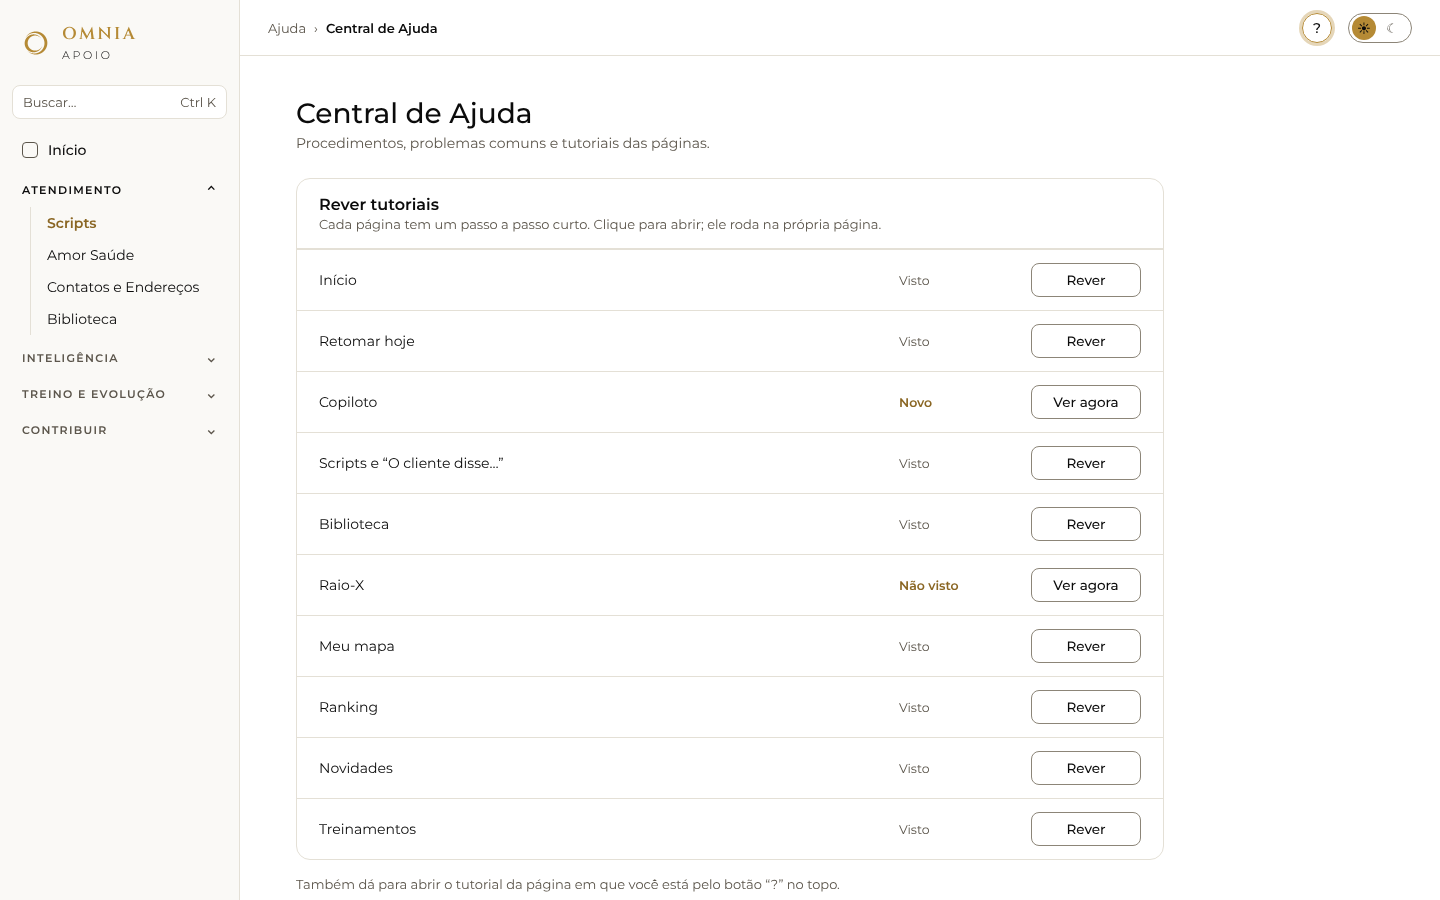 OMNIA
APOIO
Buscar... Ctrl K
Início
ATENDIMENTO
Scripts
Amor Saúde
Contatos e Endereços
Biblioteca
INTELIGÊNCIA
TREINO E EVOLUÇÃO
CONTRIBUIR
Ajuda › Central de Ajuda
?
Central de Ajuda
Procedimentos, problemas comuns e tutoriais das páginas.
Rever tutoriais
Cada página tem um passo a passo curto. Clique para abrir; ele roda na própria página.
Início Visto Rever
Retomar hoje Visto Rever
Copiloto Novo Ver agora
Scripts e “O cliente disse...” Visto Rever
Biblioteca Visto Rever
Raio-X Não visto Ver agora
Meu mapa Visto Rever
Ranking Visto Rever
Novidades Visto Rever
Treinamentos Visto Rever
Também dá para abrir o tutorial da página em que você está pelo botão “?” no topo.